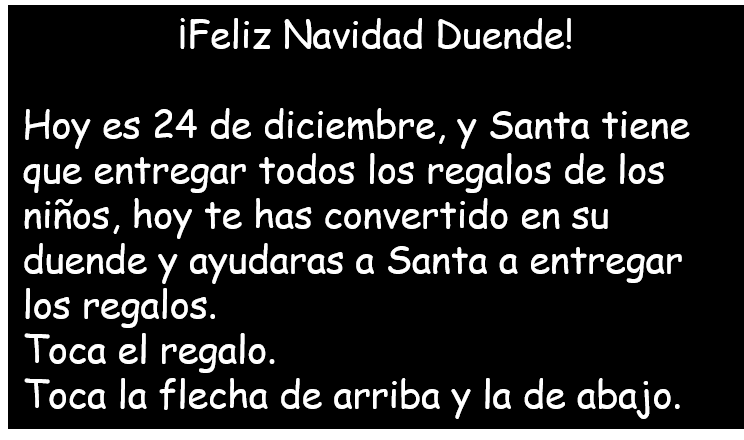 ¡Feliz Navidad Duende!
Hoy es 24 de diciembre, y Santa tiene
que entregar todos los regalos de los
niños, hoy te has convertido en su
duende y ayudaras a Santa a entregar
los regalos.
Toca el regalo.
Toca la flecha de arriba y la de abajo.